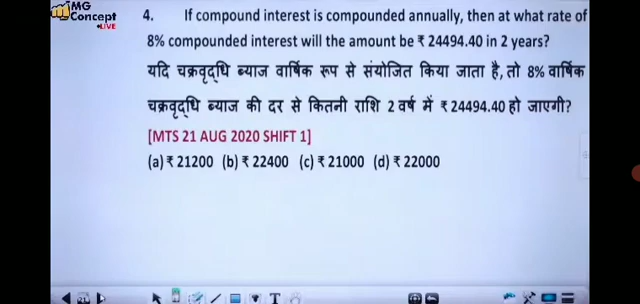 MG
Concept
LIVE
4. If compound interest is compounded annually, then at what rate of
8% compounded interest will the amount be ₹ 24494.40 in 2 years?
यदि चक्रवृद्धि ब्याज वार्षिक रूप से संयोजित किया जाता है, तो 8% वार्षिक
चक्रवृद्धि ब्याज की दर से कितनी राशि 2 वर्ष में ₹ 24494.40 हो जाएगी?
[MTS 21 AUG 2020 SHIFT 1]
(a) ₹ 21200 (b) ₹ 22400 (c) ₹ 21000 (d) ₹ 22000